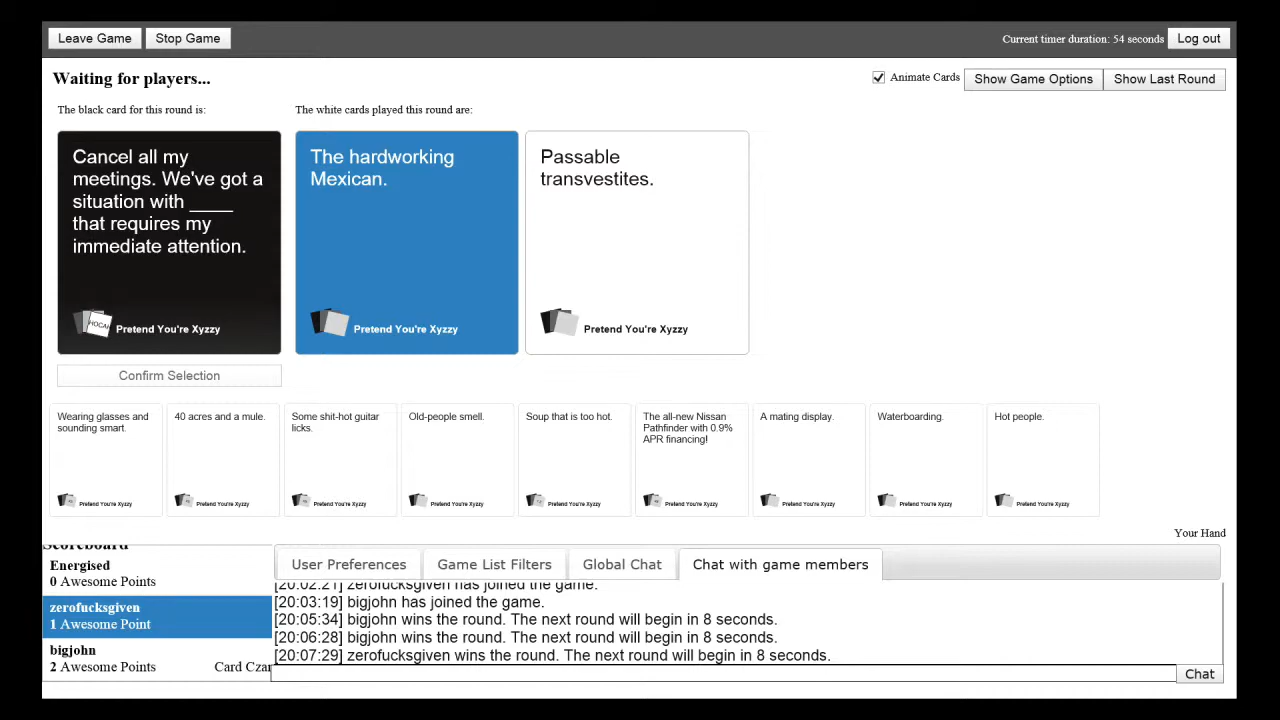 Leave Game
Stop Game
Current timer duration: 54 seconds
Log out
Waiting for players...
Animate Cards
Show Game Options
Show Last Round
The black card for this round is:
The white cards played this round are:
Cancel all my
meetings. We've got a
situation with ____
that requires my
immediate attention.
Pretend You're Xyzzy
The hardworking
Mexican.
Pretend You're Xyzzy
Passable
transvestites.
Pretend You're Xyzzy
Confirm Selection
Wearing glasses and
sounding smart.
Pretend You're Xyzzy
40 acres and a mule.
Pretend You're Xyzzy
Some shit-hot guitar
licks.
Pretend You're Xyzzy
Old-people smell.
Pretend You're Xyzzy
Soup that is too hot.
Pretend You're Xyzzy
The all-new Nissan
Pathfinder with 0.9%
APR financing!
Pretend You're Xyzzy
A mating display.
Pretend You're Xyzzy
Waterboarding.
Pretend You're Xyzzy
Hot people.
Pretend You're Xyzzy
Your Hand
Scoreboard
Energised
0 Awesome Points
zerofucksgiven
1 Awesome Point
bigjohn
2 Awesome Points
Card Czar
User Preferences
Game List Filters
Global Chat
Chat with game members
[20:02:21] zerofucksgiven has joined the game.
[20:03:19] bigjohn has joined the game.
[20:05:34] bigjohn wins the round. The next round will begin in 8 seconds.
[20:06:28] bigjohn wins the round. The next round will begin in 8 seconds.
[20:07:29] zerofucksgiven wins the round. The next round will begin in 8 seconds.
Chat